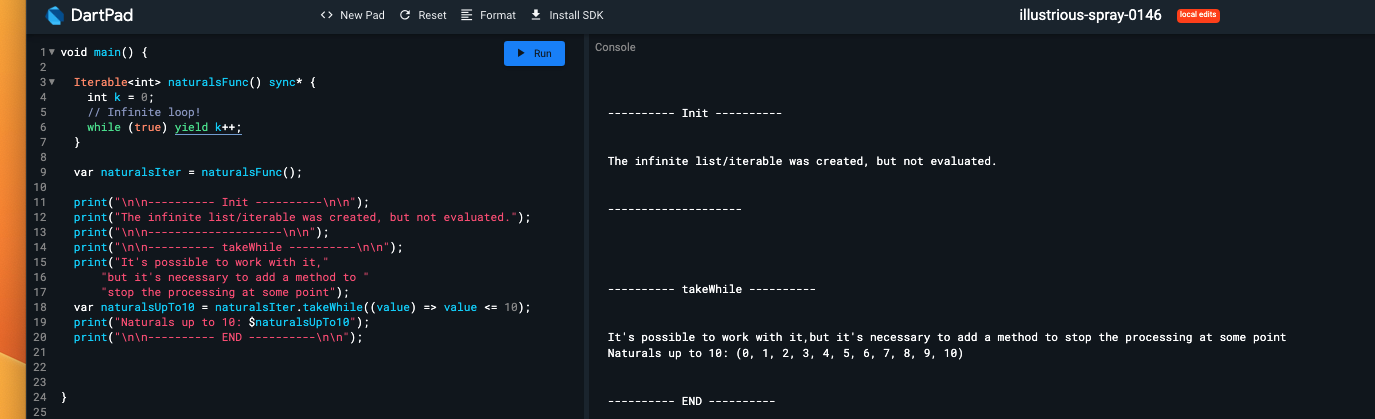 DartPad
New Pad
Reset
Format
Install SDK
illustrious-spray-0146
local edits
Run
1 void main() {
2
3 Iterable<int> naturalsFunc() sync* {
4 int k = 0;
5 // Infinite loop!
6 while (true) yield k++;
7 }
8
9 var naturalsIter = naturalsFunc();
10
11 print("\n\n---------- Init ----------\n\n");
12 print("The infinite list/iterable was created, but not evaluated.");
13 print("\n\n--------------------\n\n");
14 print("\n\n---------- takeWhile ----------\n\n");
15 print("It's possible to work with it,"
16 "but it's necessary to add a method to "
17 "stop the processing at some point");
18 var naturalsUpTo10 = naturalsIter.takeWhile((value) => value <= 10);
19 print("Naturals up to 10: $naturalsUpTo10");
20 print("\n\n---------- END ----------\n\n");
21
22
23
24 }
25
Console
---------- Init ----------
The infinite list/iterable was created, but not evaluated.
--------------------
---------- takeWhile ----------
It's possible to work with it,but it's necessary to add a method to stop the processing at some point
Naturals up to 10: (0, 1, 2, 3, 4, 5, 6, 7, 8, 9, 10)
---------- END ----------